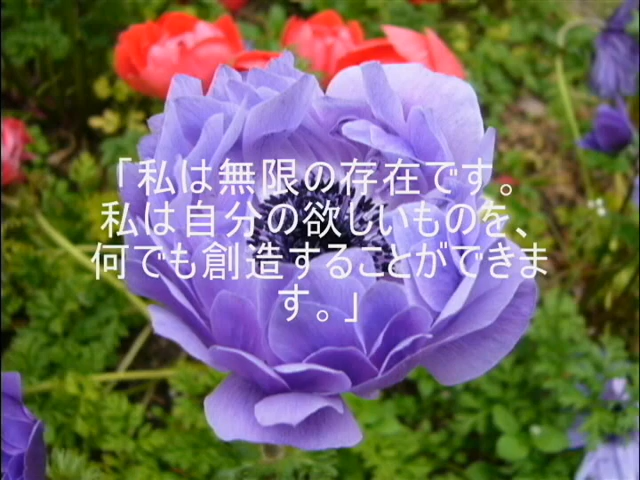 「私は無限の存在です。
私は自分の欲しいものを、
何でも創造することができま
す。」